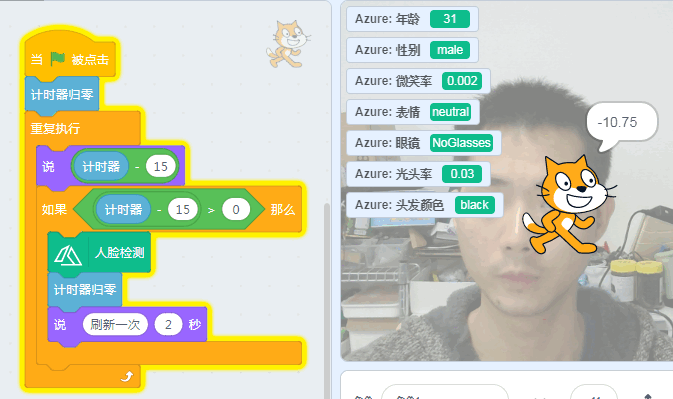 当 被点击
计时器归零
重复执行
说 计时器 - 15
如果 计时器 - 15 > 0 那么
人脸检测
计时器归零
说 刷新一次 2 秒
Azure: 年龄 31
Azure: 性别 male
Azure: 微笑率 0.002
Azure: 表情 neutral
Azure: 眼镜 NoGlasses
Azure: 光头率 0.03
Azure: 头发颜色 black
-10.75